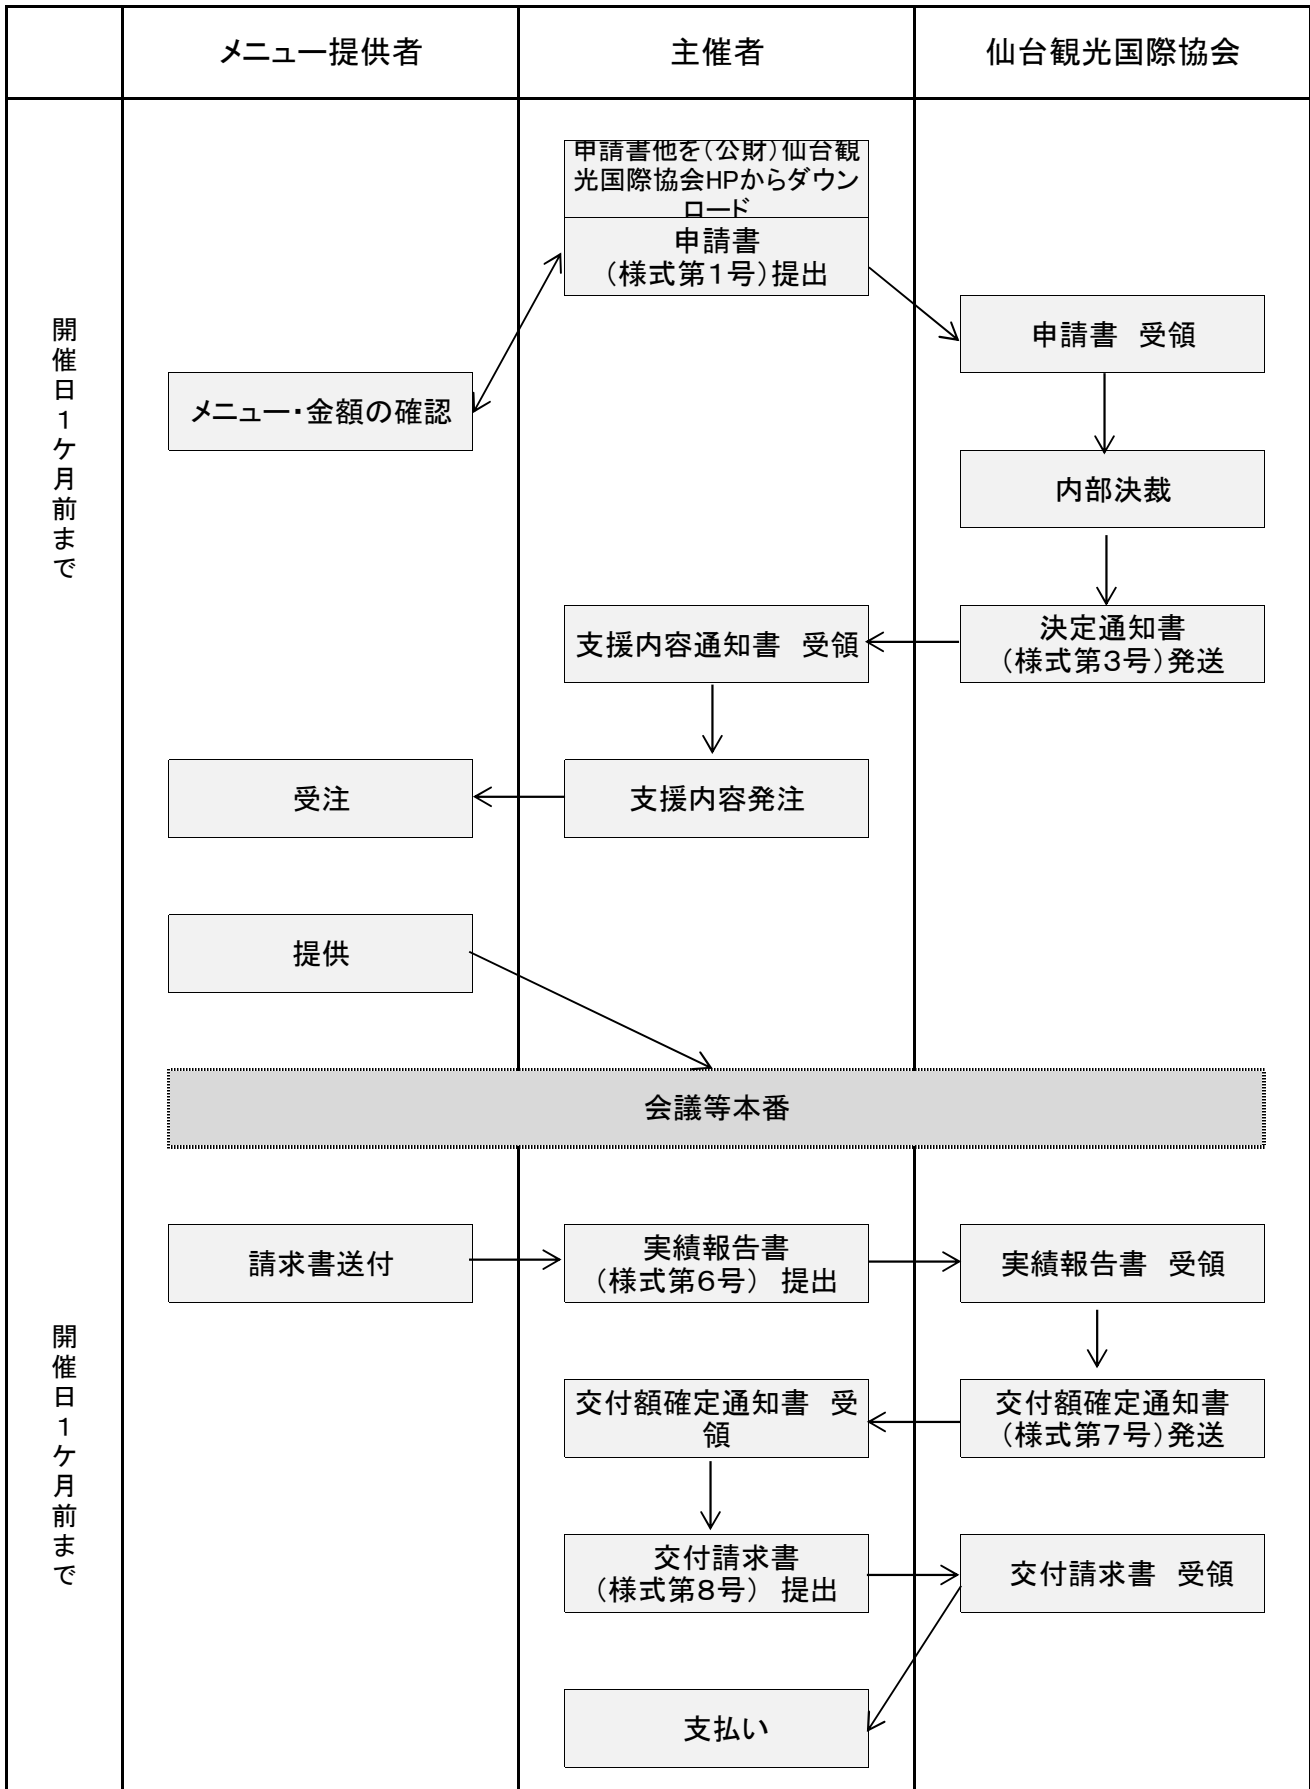 メニュー提供者
主催者
仙台観光国際協会
開催日1ケ月前まで
申請書他を(公財)仙台観
光国際協会HPからダウン
ロード
申請書
(様式第1号)提出
申請書 受領
メニュー・金額の確認
内部決裁
決定通知書
(様式第3号)発送
支援内容通知書 受領
支援内容発注
受注
提供
会議等本番
請求書送付
実績報告書
(様式第6号) 提出
実績報告書 受領
開催日1ケ月前まで
交付額確定通知書
(様式第7号)発送
交付額確定通知書 受
領
交付請求書
(様式第8号) 提出
交付請求書 受領
支払い